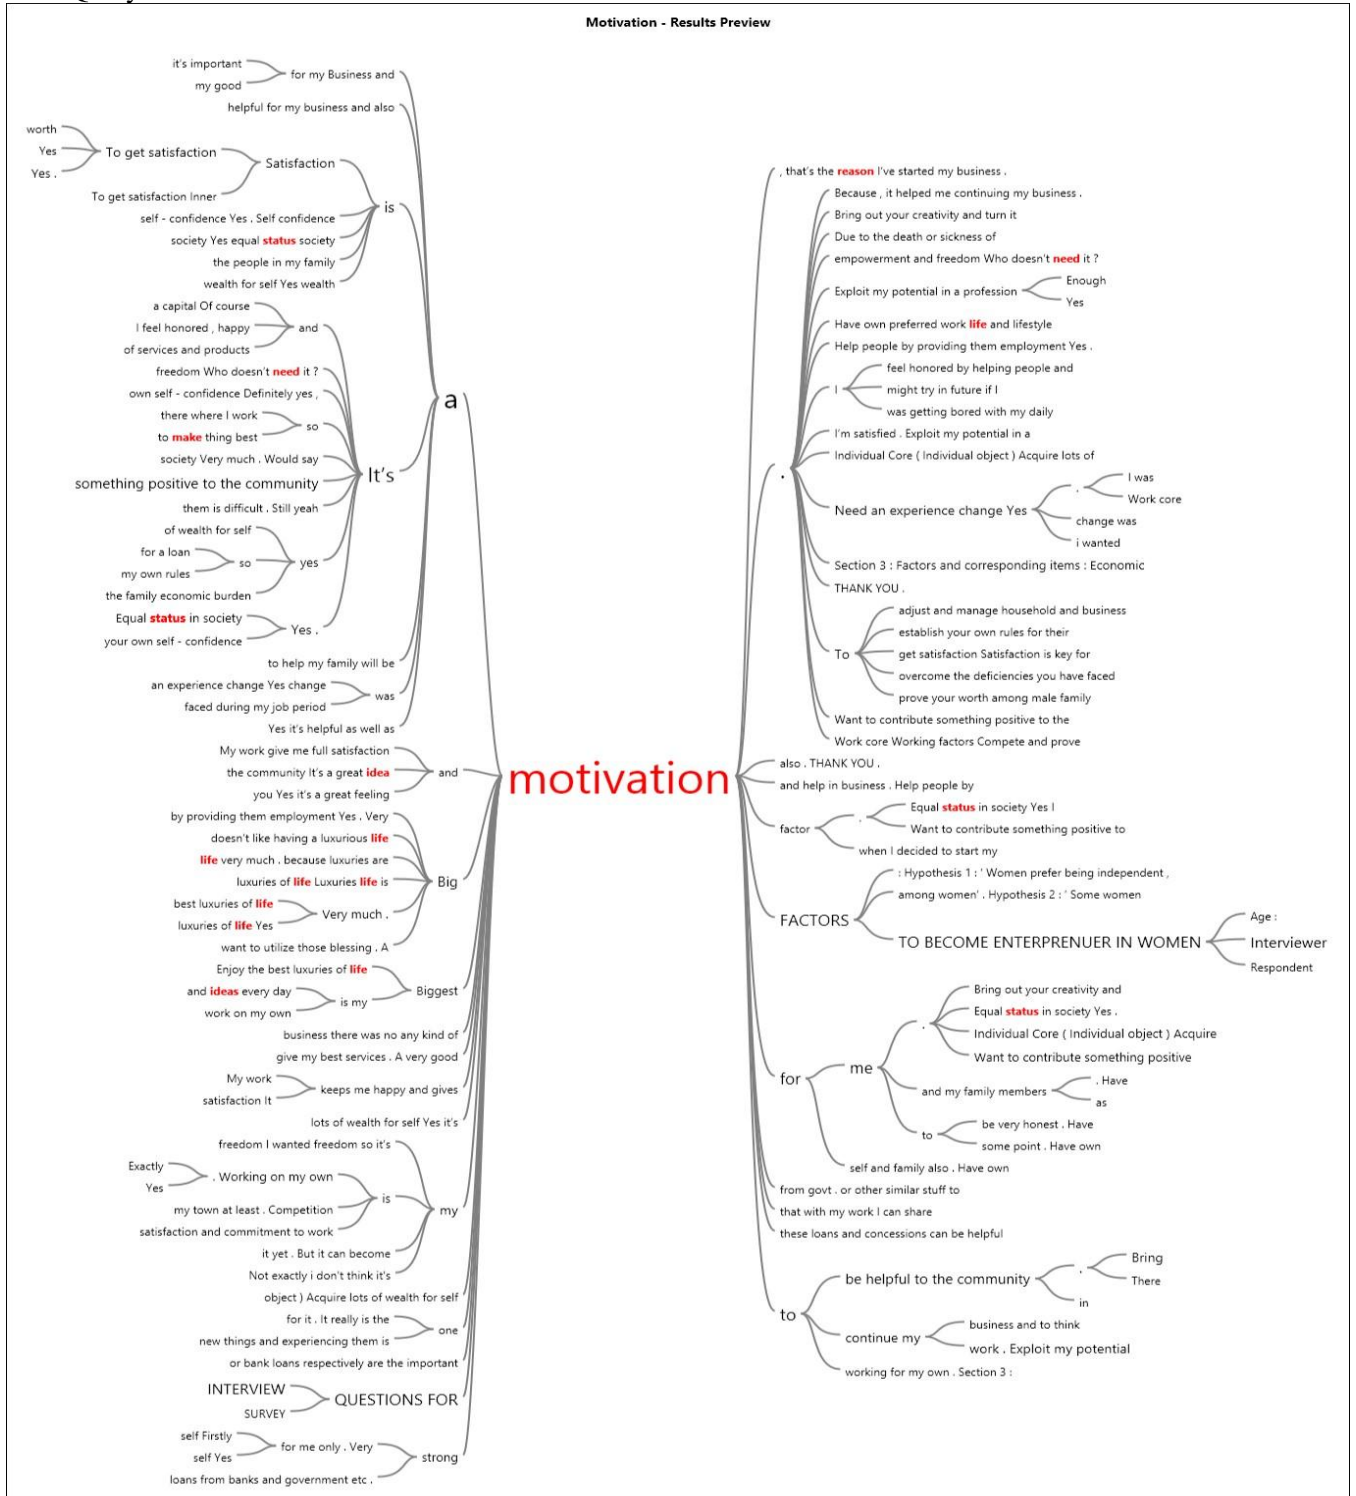 Motivation - Results Preview
it's important
my good
for my Business and
helpful for my business and also
worth
Yes
Yes .
To get satisfaction
To get satisfaction Inner
Satisfaction
self - confidence Yes . Self confidence
society Yes equal status society
the people in my family
wealth for self Yes wealth
is
a capital Of course
I feel honored , happy
of services and products
and
freedom Who doesn't need it ?
own self - confidence Definitely yes ,
there where I work
to make thing best
so
society Very much . Would say
something positive to the community
them is difficult . Still yeah
of wealth for self
for a loan
my own rules
so
the family economic burden
yes
Equal status in society
your own self - confidence
Yes .
It's
to help my family will be
an experience change Yes change
faced during my job period
was
Yes it's helpful as well as
a
My work give me full satisfaction
the community It's a great idea
you Yes it's a great feeling
and
by providing them employment Yes . Very
doesn't like having a luxurious life
life very much . because luxuries are
luxuries of life Luxuries life is
best luxuries of life
luxuries of life Yes
Very much .
want to utilize those blessing . A
Big
Enjoy the best luxuries of life
and ideas every day
work on my own
is my
Biggest
business there was no any kind of
give my best services . A very good
My work
satisfaction It
keeps me happy and gives
lots of wealth for self Yes it's
freedom I wanted freedom so it's
Exactly
Yes
. Working on my own
my town at least . Competition
satisfaction and commitment to work
is
it yet . But it can become
Not exactly i don't think it's
my
object ) Acquire lots of wealth for self
for it . It really is the
new things and experiencing them is
one
or bank loans respectively are the important
INTERVIEW
SURVEY
QUESTIONS FOR
self Firstly
self Yes
for me only . Very
loans from banks and government etc .
strong
motivation
, that's the reason I've started my business .
.
Because , it helped me continuing my business .
Bring out your creativity and turn it
Due to the death or sickness of
empowerment and freedom Who doesn't need it ?
Exploit my potential in a profession
Enough
Yes
Have own preferred work life and lifestyle
Help people by providing them employment Yes .
I
feel honored by helping people and
might try in future if I
was getting bored with my daily
I'm satisfied . Exploit my potential in a
Individual Core ( Individual object ) Acquire lots of
Need an experience change Yes
.
I was
Work core
change was
i wanted
Section 3 : Factors and corresponding items : Economic
THANK YOU .
To
adjust and manage household and business
establish your own rules for their
get satisfaction Satisfaction is key for
overcome the deficiencies you have faced
prove your worth among male family
Want to contribute something positive to the
Work core Working factors Compete and prove
also . THANK YOU .
and help in business . Help people by
factor
.
Equal status in society Yes I
Want to contribute something positive to
when I decided to start my
FACTORS
: Hypothesis 1 : ' Women prefer being independent ,
among women' . Hypothesis 2 : ' Some women
TO BECOME ENTERPRENUER IN WOMEN
Age :
Interviewer
Respondent
for
me
.
Bring out your creativity and
Equal status in society Yes .
Individual Core ( Individual object ) Acquire
Want to contribute something positive
and my family members
. Have
as
to
be very honest . Have
some point . Have own
self and family also . Have own
from govt . or other similar stuff to
that with my work I can share
these loans and concessions can be helpful
to
be helpful to the community
.
Bring
There
in
continue my
business and to think
work . Exploit my potential
working for my own . Section 3 :